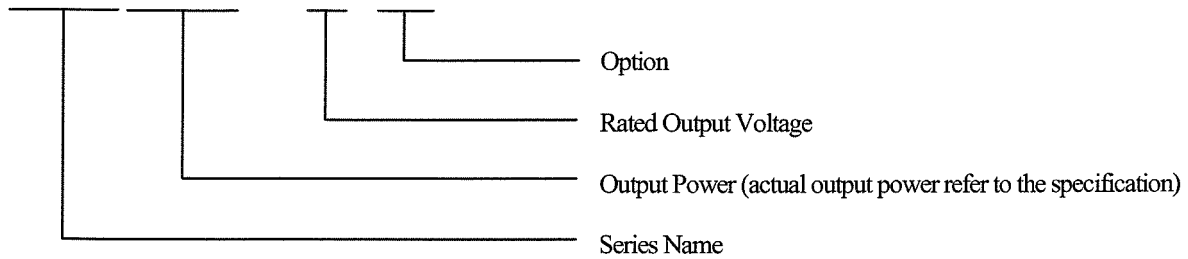 Option
Rated Output Voltage
Output Power (actual output power refer to the specification)
Series Name